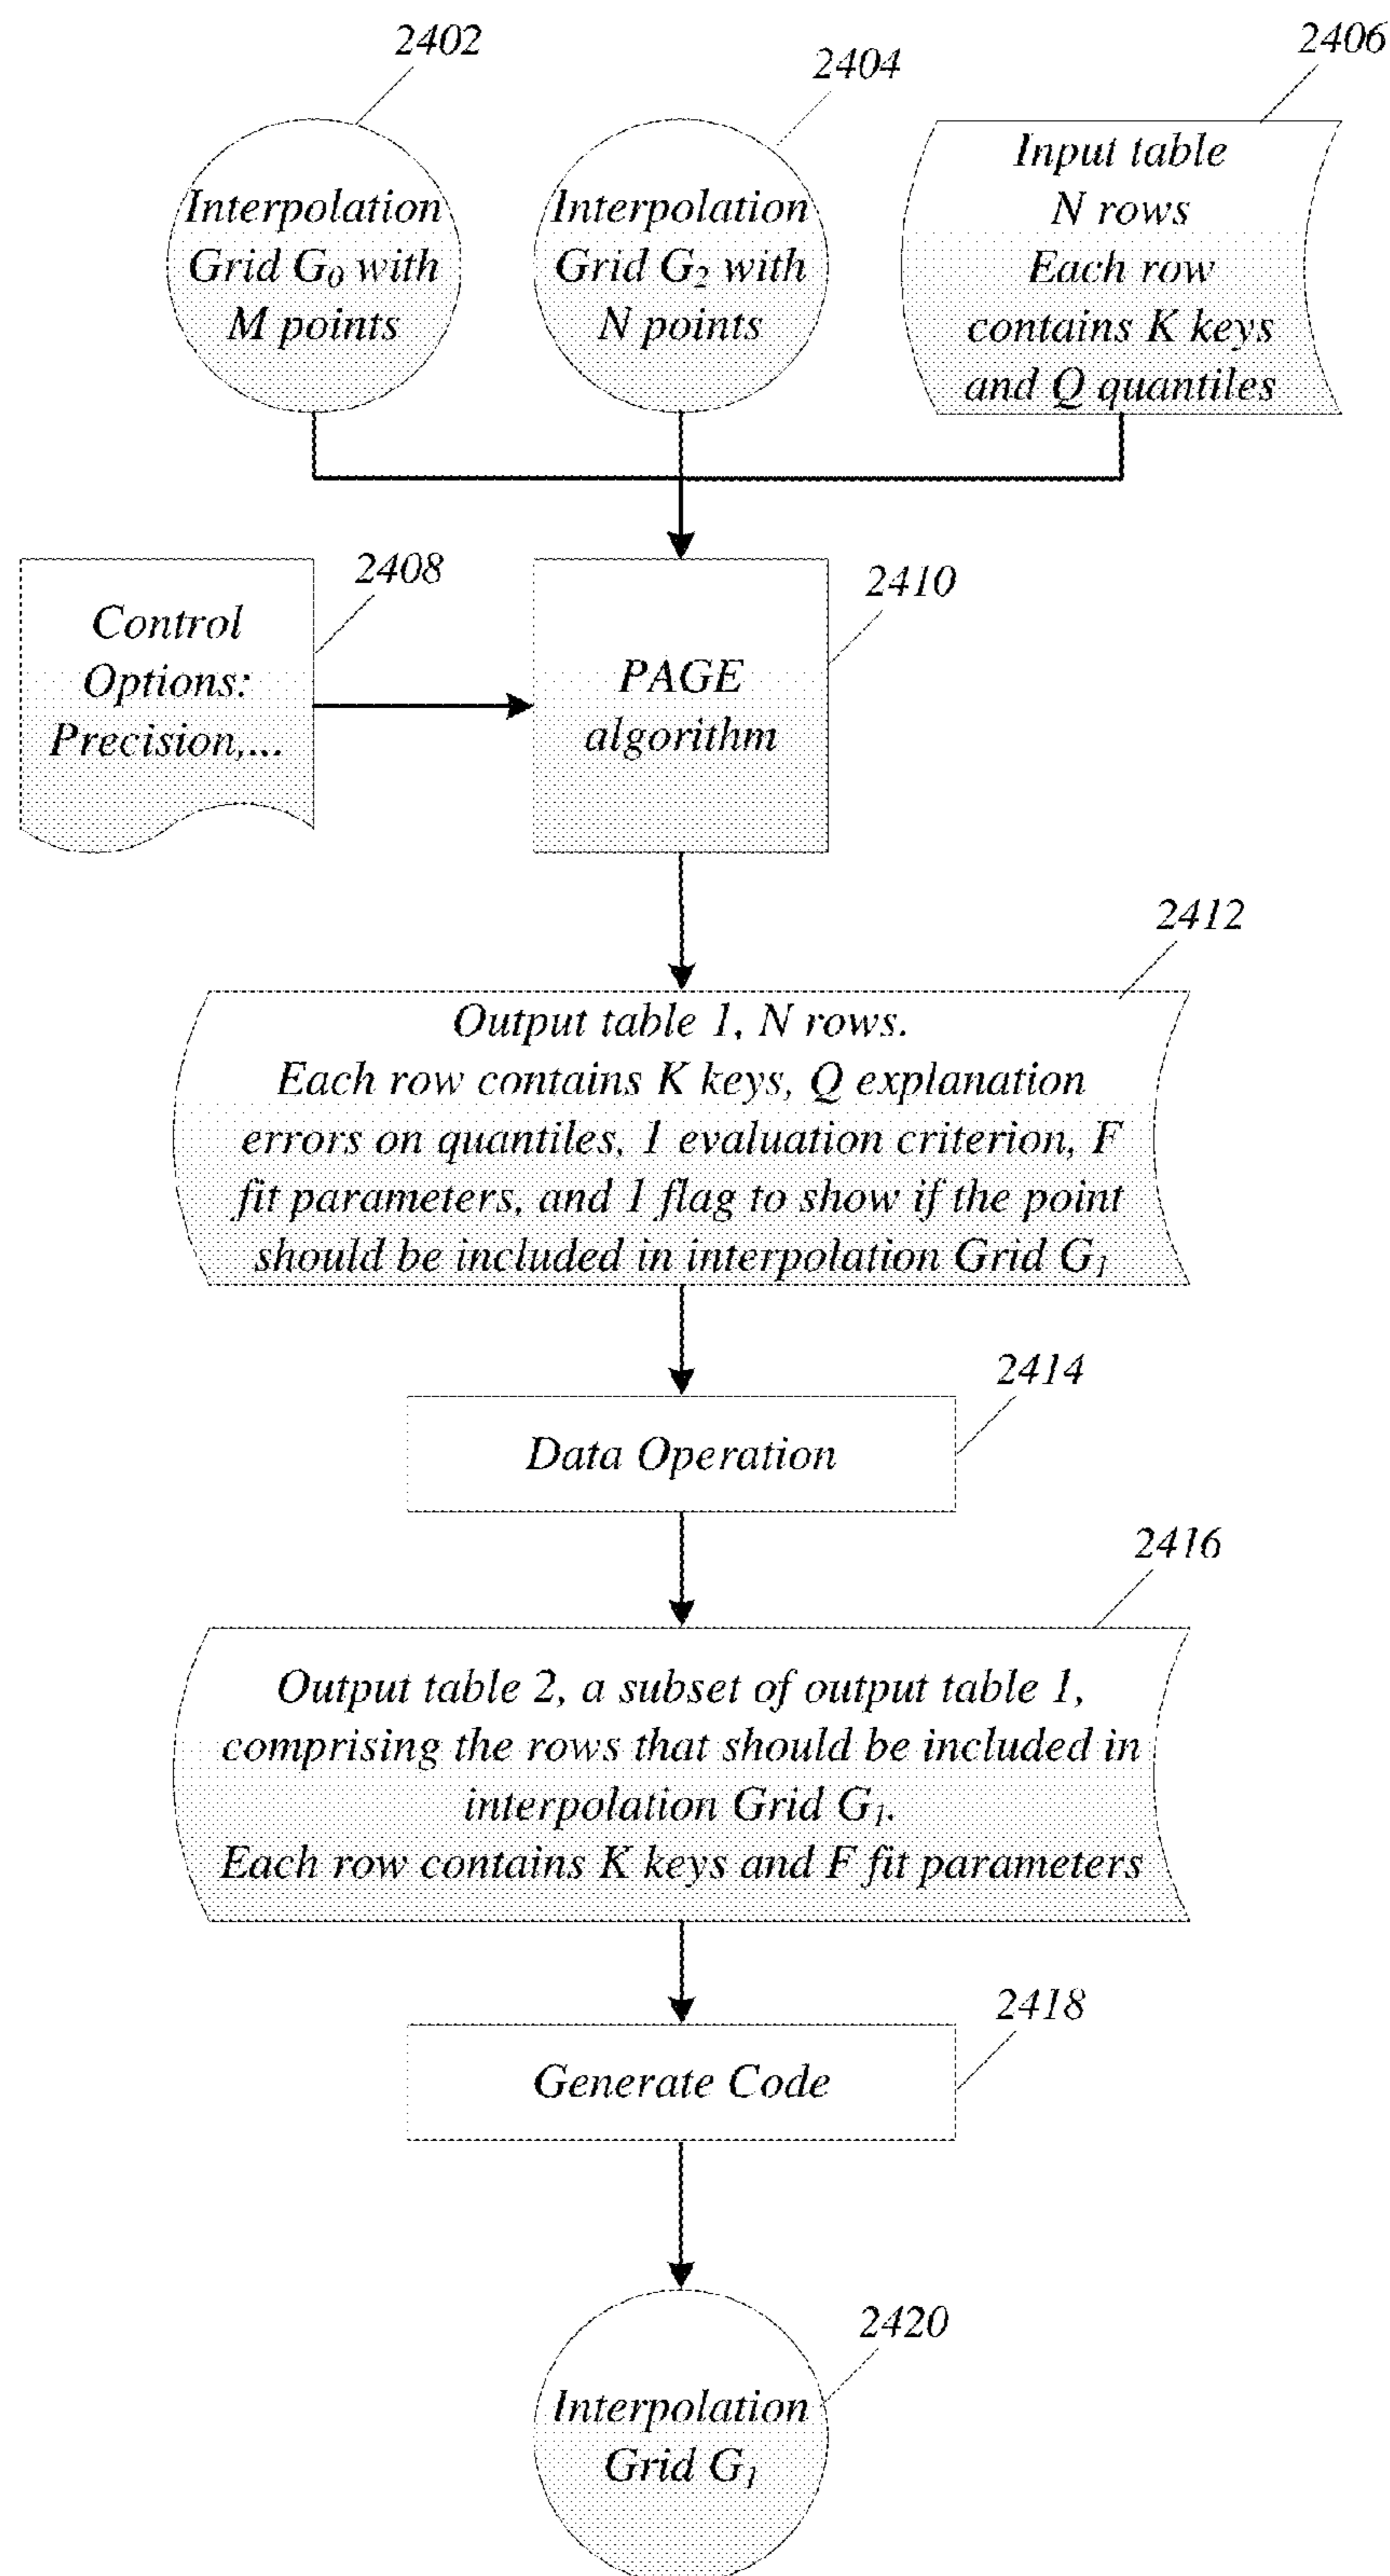 2402
2404
2406
Interpolation
Grid G0 with
M points
Interpolation
Grid G2 with
N points
Input table
N rows
Each row
contains K keys
and Q quantiles
2408
Control
Options:
Precision,...
2410
PAGE
algorithm
2412
Output table 1, N rows.
Each row contains K keys, Q explanation
errors on quantiles, 1 evaluation criterion, F
fit parameters, and 1 flag to show if the point
should be included in interpolation Grid G1
2414
Data Operation
2416
Output table 2, a subset of output table 1,
comprising the rows that should be included in
interpolation Grid G1.
Each row contains K keys and F fit parameters
2418
Generate Code
2420
Interpolation
Grid G1